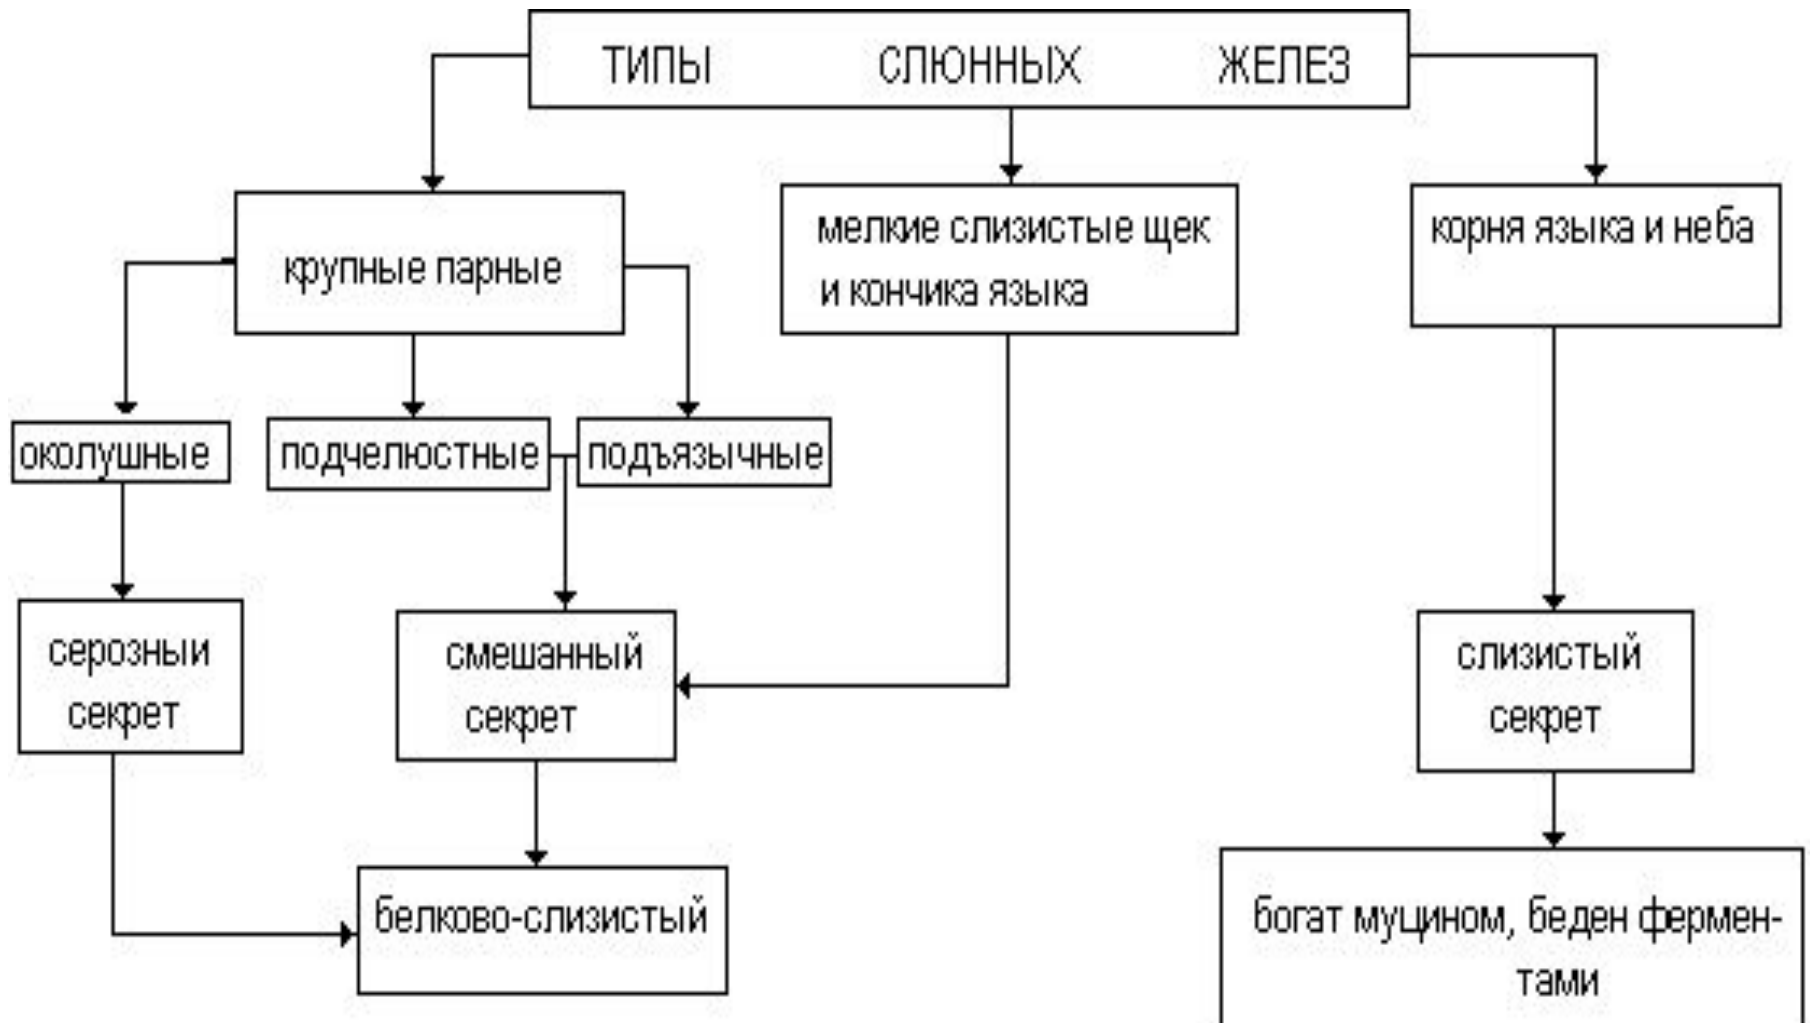 ТИПЫ СЛЮННЫХ ЖЕЛЕЗ
крупные парные
мелкие слизистые щек
и кончика языка
корня языка и неба
околушные
подчелюстные
подъязычные
серозныи
секрет
смешанный
секрет
слизистый
секрет
белково-слизистый
богат муцином, беден фермен-
тами